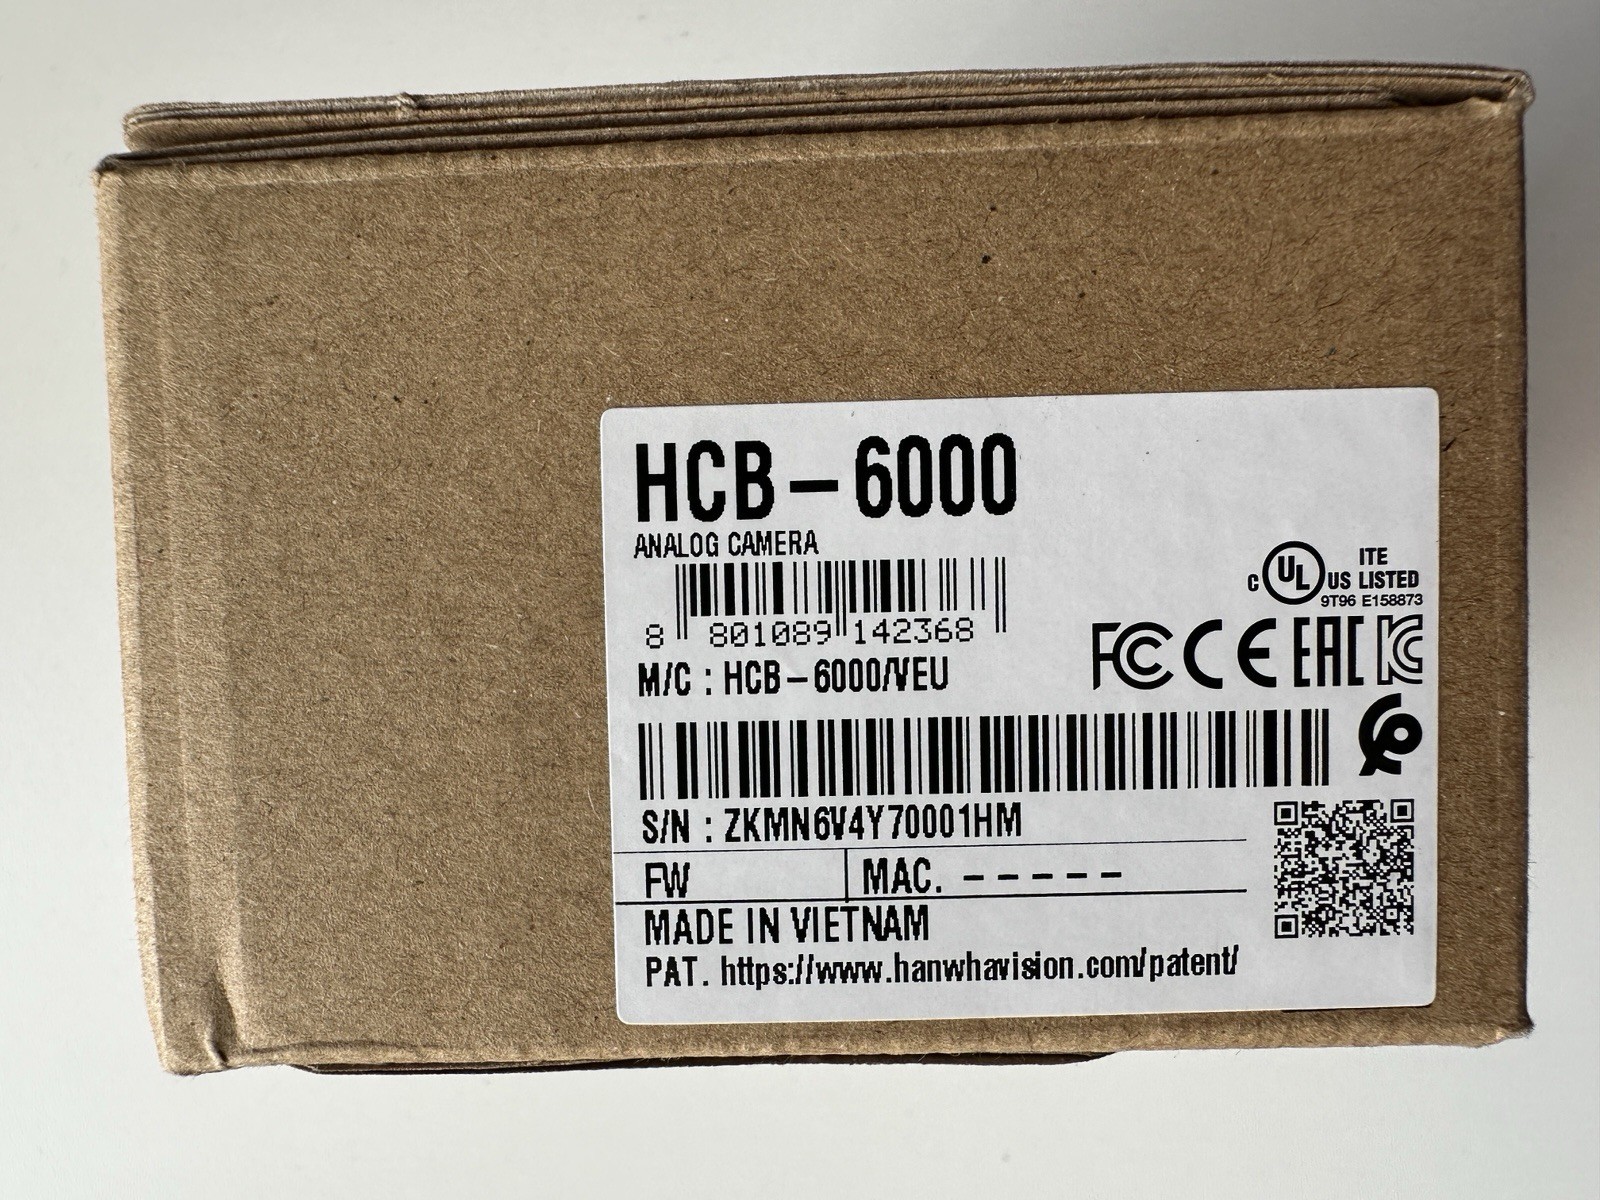 HCB-6000
ANALOG CAMERA
8 801089 142368
M/C : HCB-6000/VEU
C UL US ITE LISTED
9T96 E158873
FC CE EAC KC
S/N : ZKMN6V4Y70001HM
FW
MAC. -----
MADE IN VIETNAM
PAT. https://www.hanwhavision.com/patent/